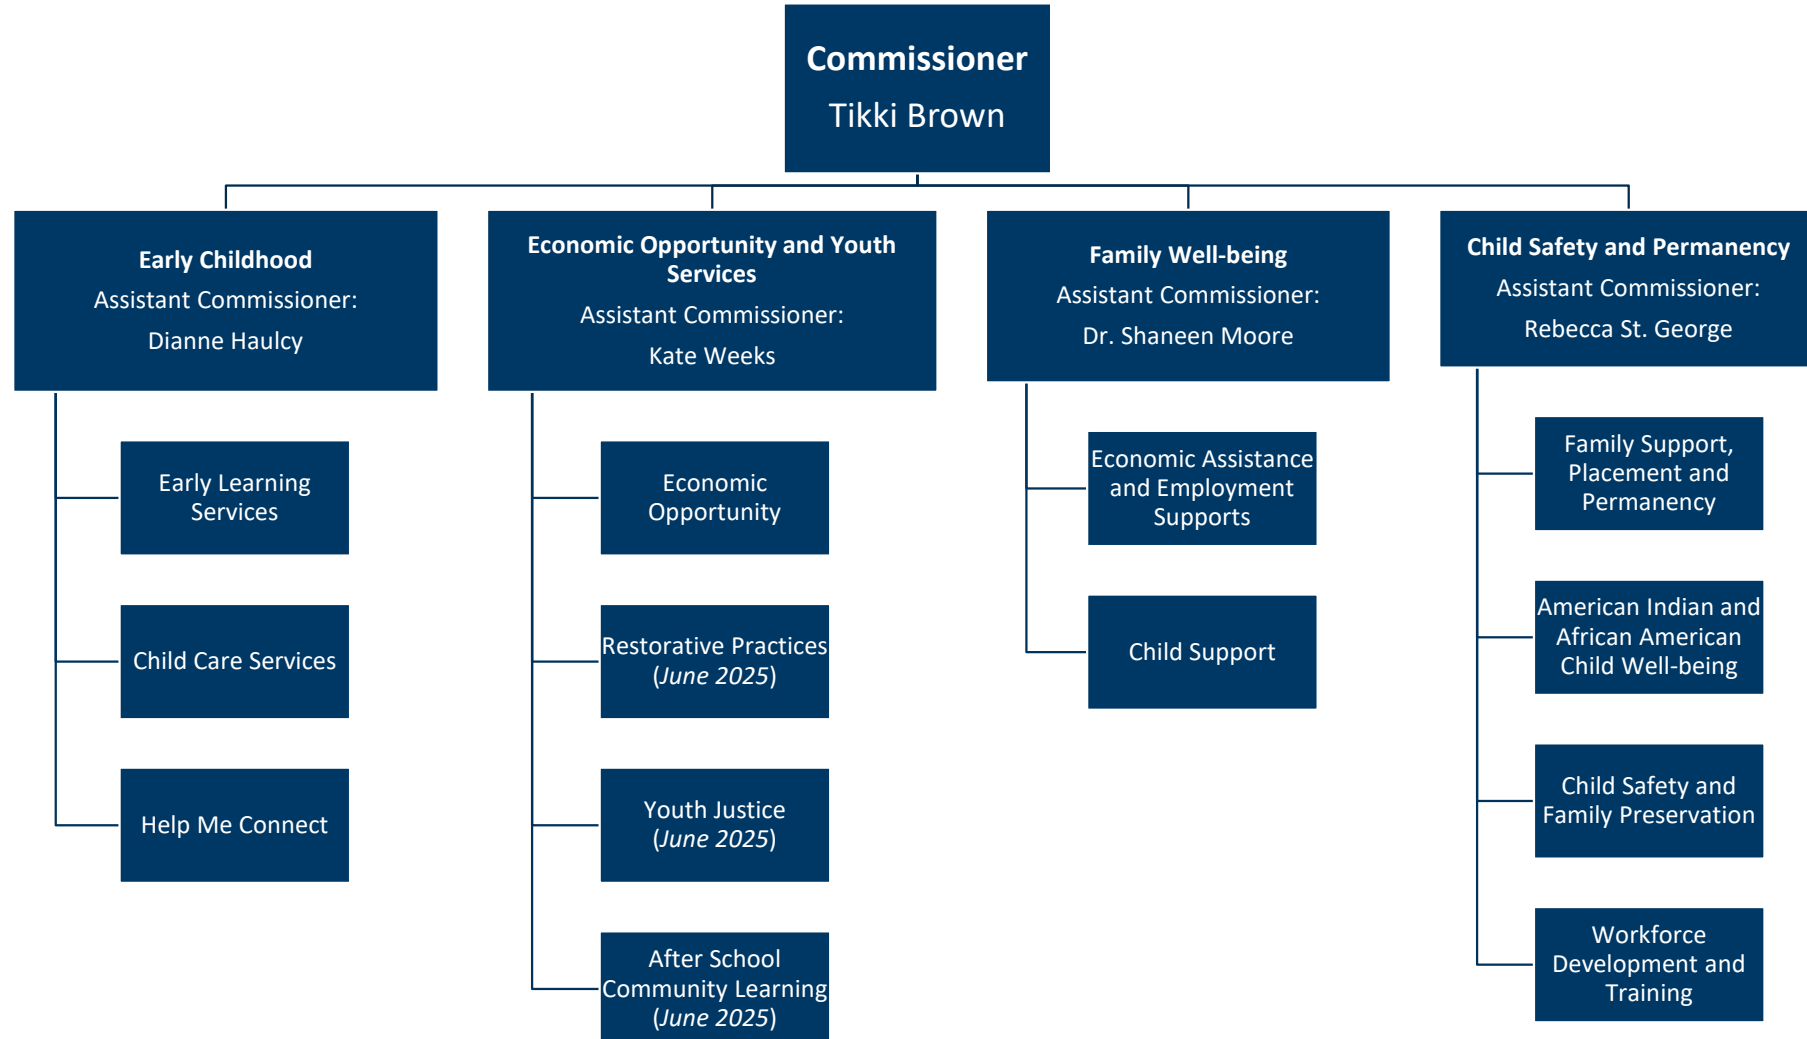 Commissioner
Tikki Brown
Early Childhood
Assistant Commissioner:
Dianne Haulcy
Early Learning
Services
Child Care Services
Help Me Connect
Economic Opportunity and Youth
Services
Assistant Commissioner:
Kate Weeks
Economic
Opportunity
Restorative Practices
(June 2025)
Youth Justice
(June 2025)
After School
Community Learning
(June 2025)
Family Well-being
Assistant Commissioner:
Dr. Shaneen Moore
Economic Assistance
and Employment
Supports
Child Support
Child Safety and Permanency
Assistant Commissioner:
Rebecca St. George
Family Support,
Placement and
Permanency
American Indian and
African American
Child Well-being
Child Safety and
Family Preservation
Workforce
Development and
Training